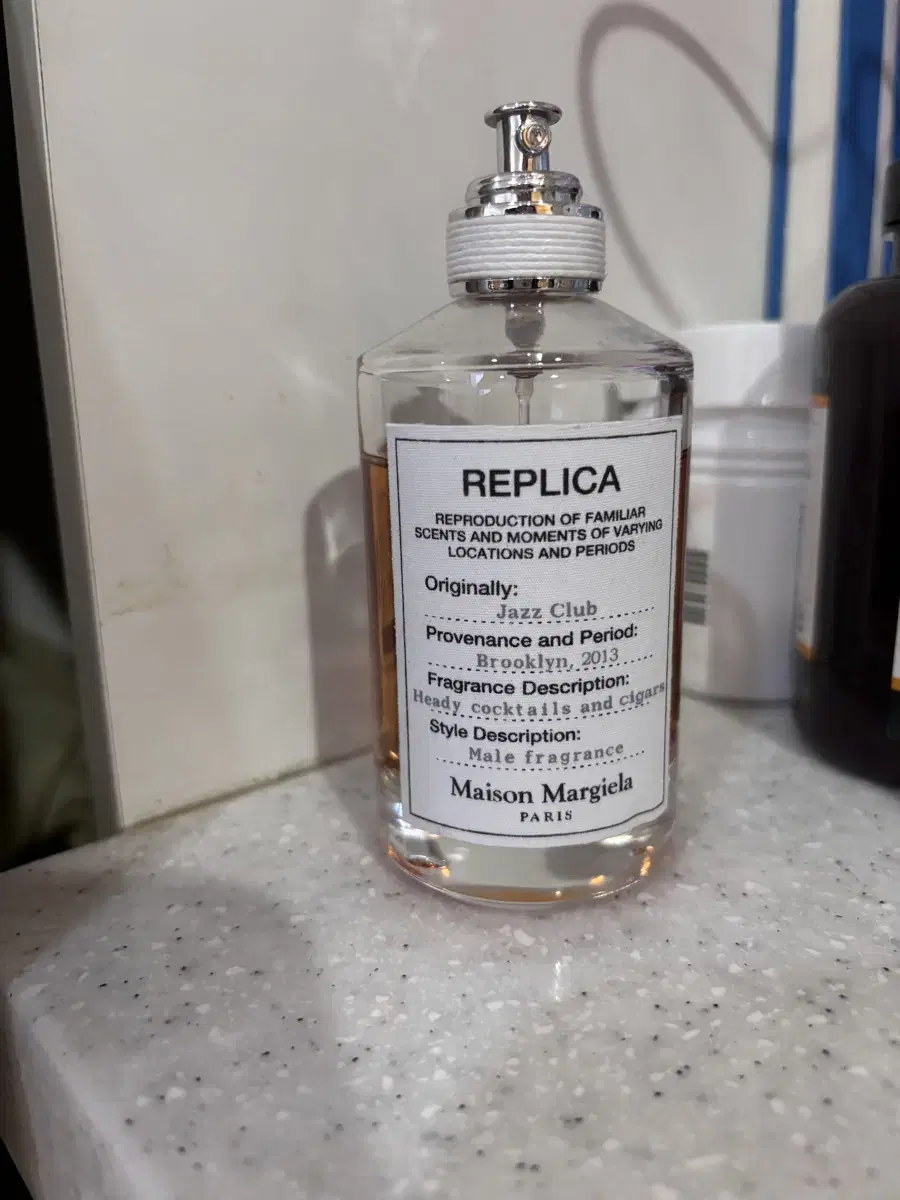 REPLICA
REPRODUCTION OF FAMILIAR
SCENTS AND MOMENTS OF VARYING
LOCATIONS AND PERIODS
Originally:
Jazz Club
Provenance and Period:
Brooklyn, 2013
Fragrance Description:
Heady cocktails and cigars
Style Description:
Male fragrance
Maison Margiela
PARIS